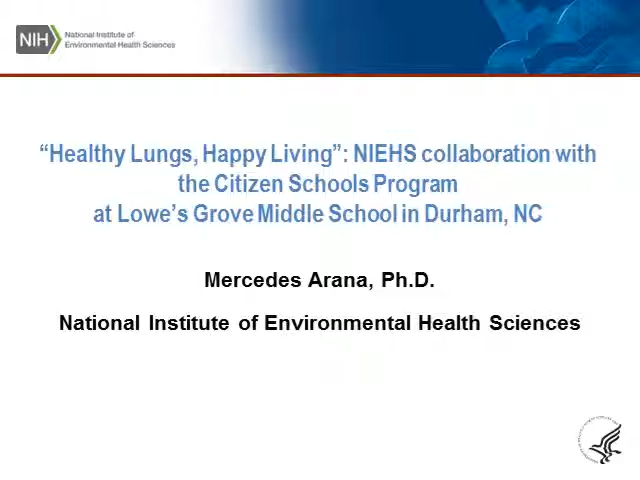 NIH
National Institute of
Environmental Health Sciences
“Healthy Lungs, Happy Living”: NIEHS collaboration with
the Citizen Schools Program
at Lowe’s Grove Middle School in Durham, NC
Mercedes Arana, Ph.D.
National Institute of Environmental Health Sciences